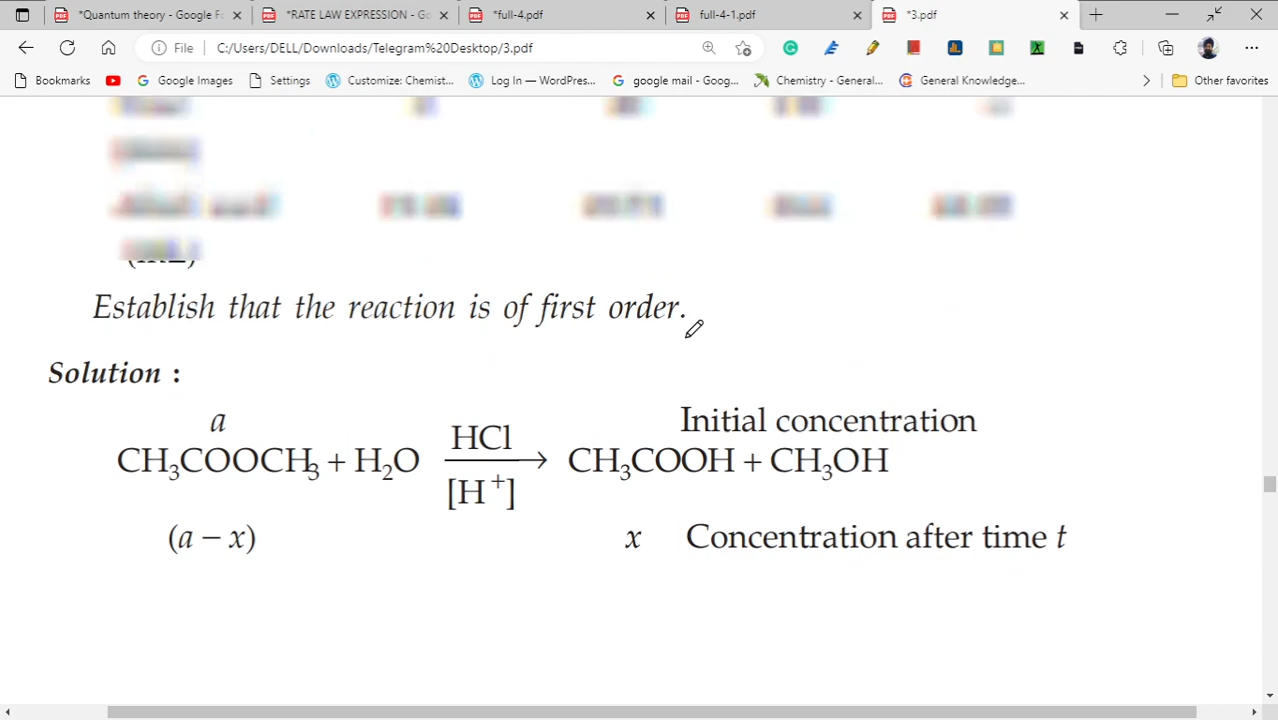 *Quantum theory - Google Fo
*RATE LAW EXPRESSION - Go
*full-4.pdf
full-4-1.pdf
*3.pdf
File C:/Users/DELL/Downloads/Telegram%20Desktop/3.pdf
Bookmarks Google Images Settings Customize: Chemist... Log In — WordPres... google mail - Goog... Chemistry - General... General Knowledge... Other favorites
Establish that the reaction is of first order.
Solution :
a Initial concentration
CH₃COOCH₃ + H₂O HCl → [H⁺] CH₃COOH + CH₃OH
(a − x) x Concentration after time t